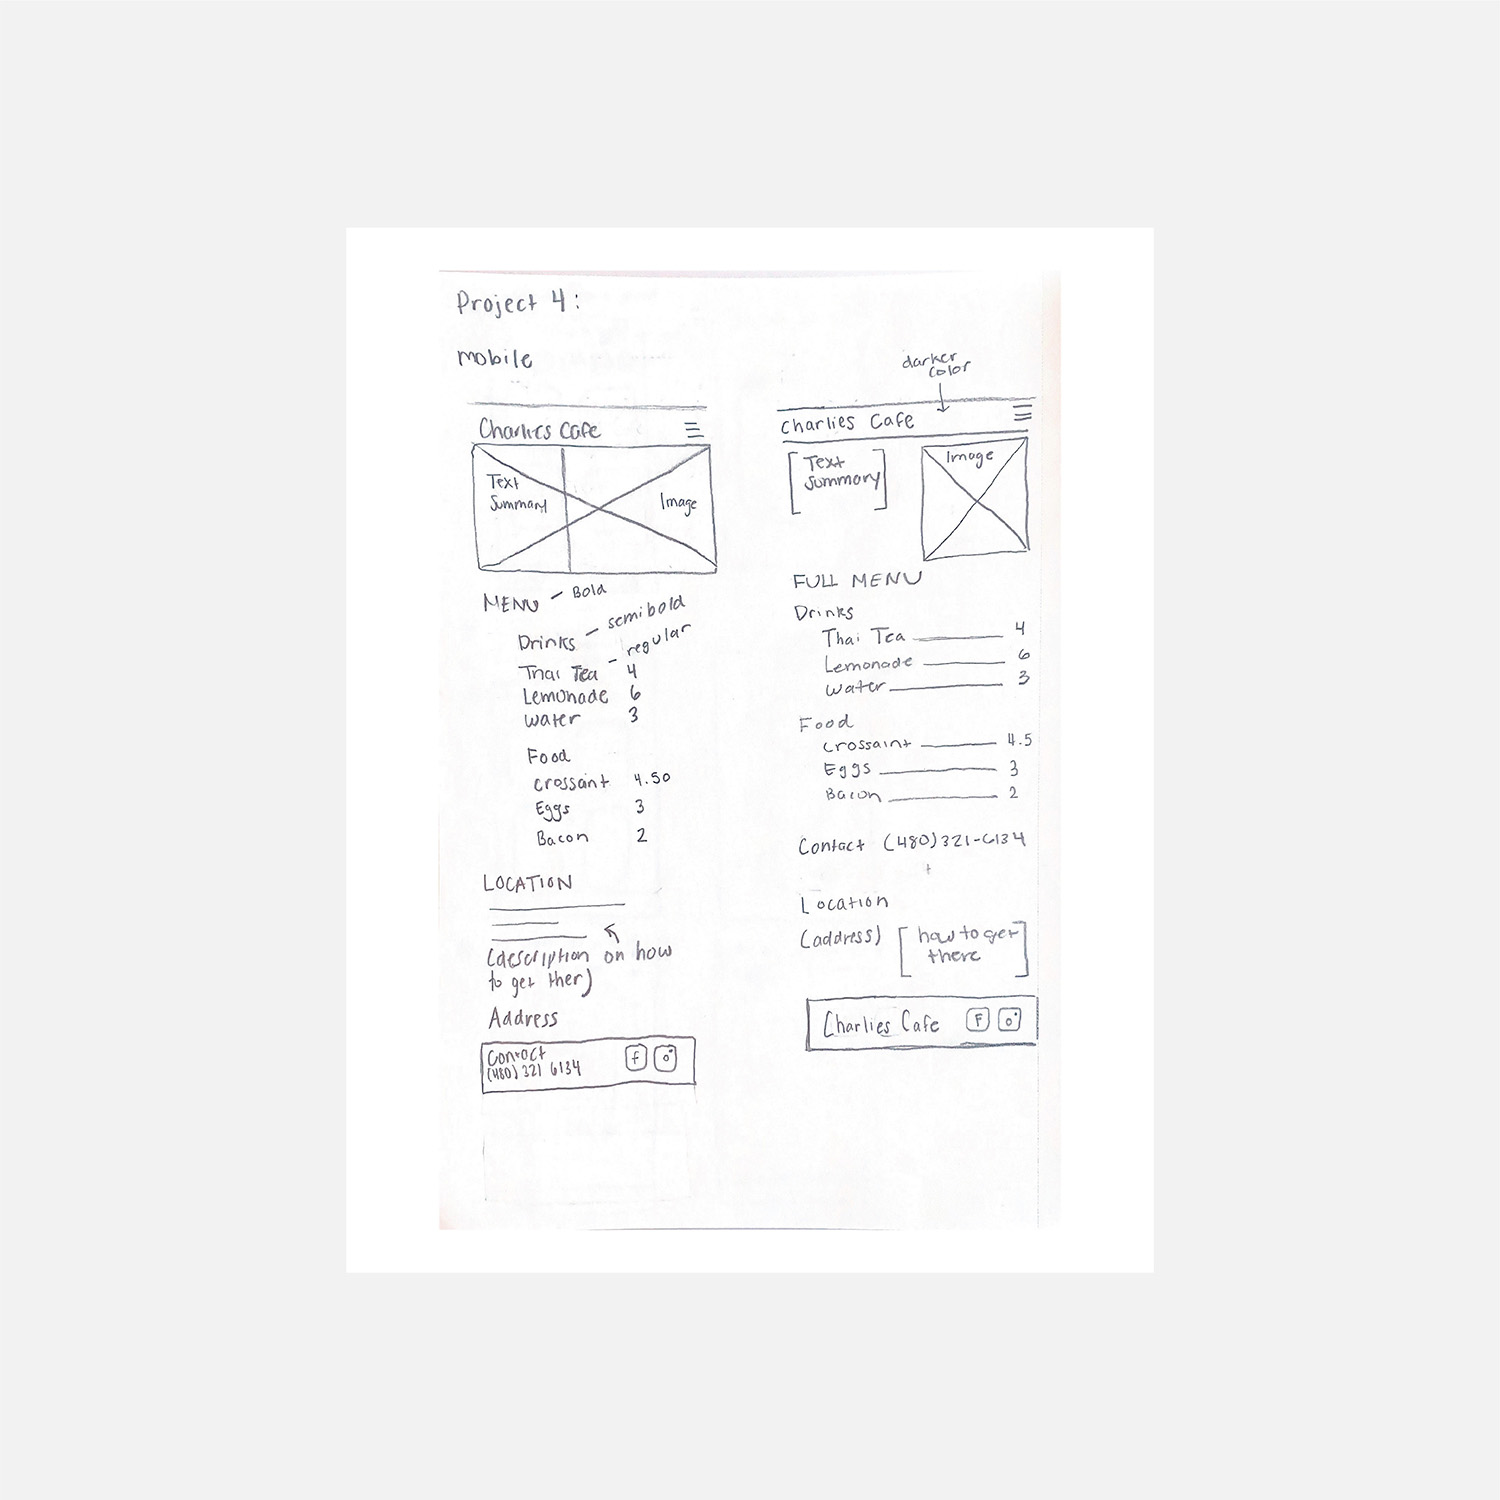 Project 4:
mobile
Charlies Cafe
Text
Summary
Image
MENU - Bold
Drinks - semibold
Thai Tea - regular
4
Lemonade 6
water 3
Food
crossaint 4.50
Eggs 3
Bacon 2
LOCATION
(description on how
to get ther)
Address
Contact
(480) 321 6134
f
darker
color
Charlies Cafe
Text
Summary
Image
FULL MENU
Drinks
Thai Tea 4
Lemonade 6
water 3
Food
crossaint 4.5
Eggs 3
Bacon 2
Contact (480) 321-6134
Location
(address)
how to get
there
Charlies Cafe F